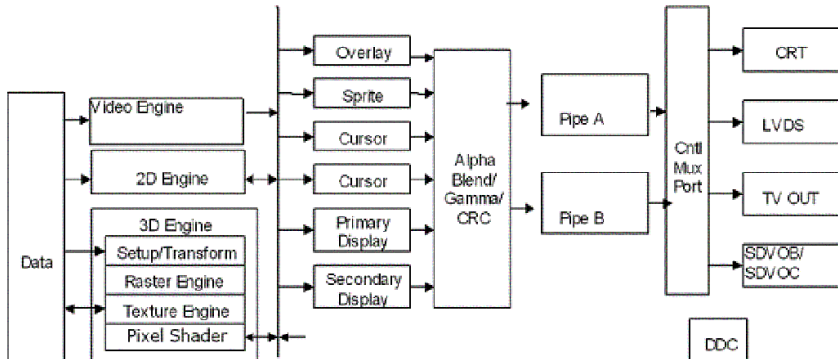 Data
Video Engine
2D Engine
3D Engine
Setup/Transform
Raster Engine
Texture Engine
Pixel Shader
Overlay
Sprite
Cursor
Cursor
Primary
Display
Secondary
Display
Alpha
Blend/
Gamma/
CRC
Pipe A
Pipe B
Cntl
Mux
Port
CRT
LVDS
TV OUT
SDVOB/
SDVOC
DDC